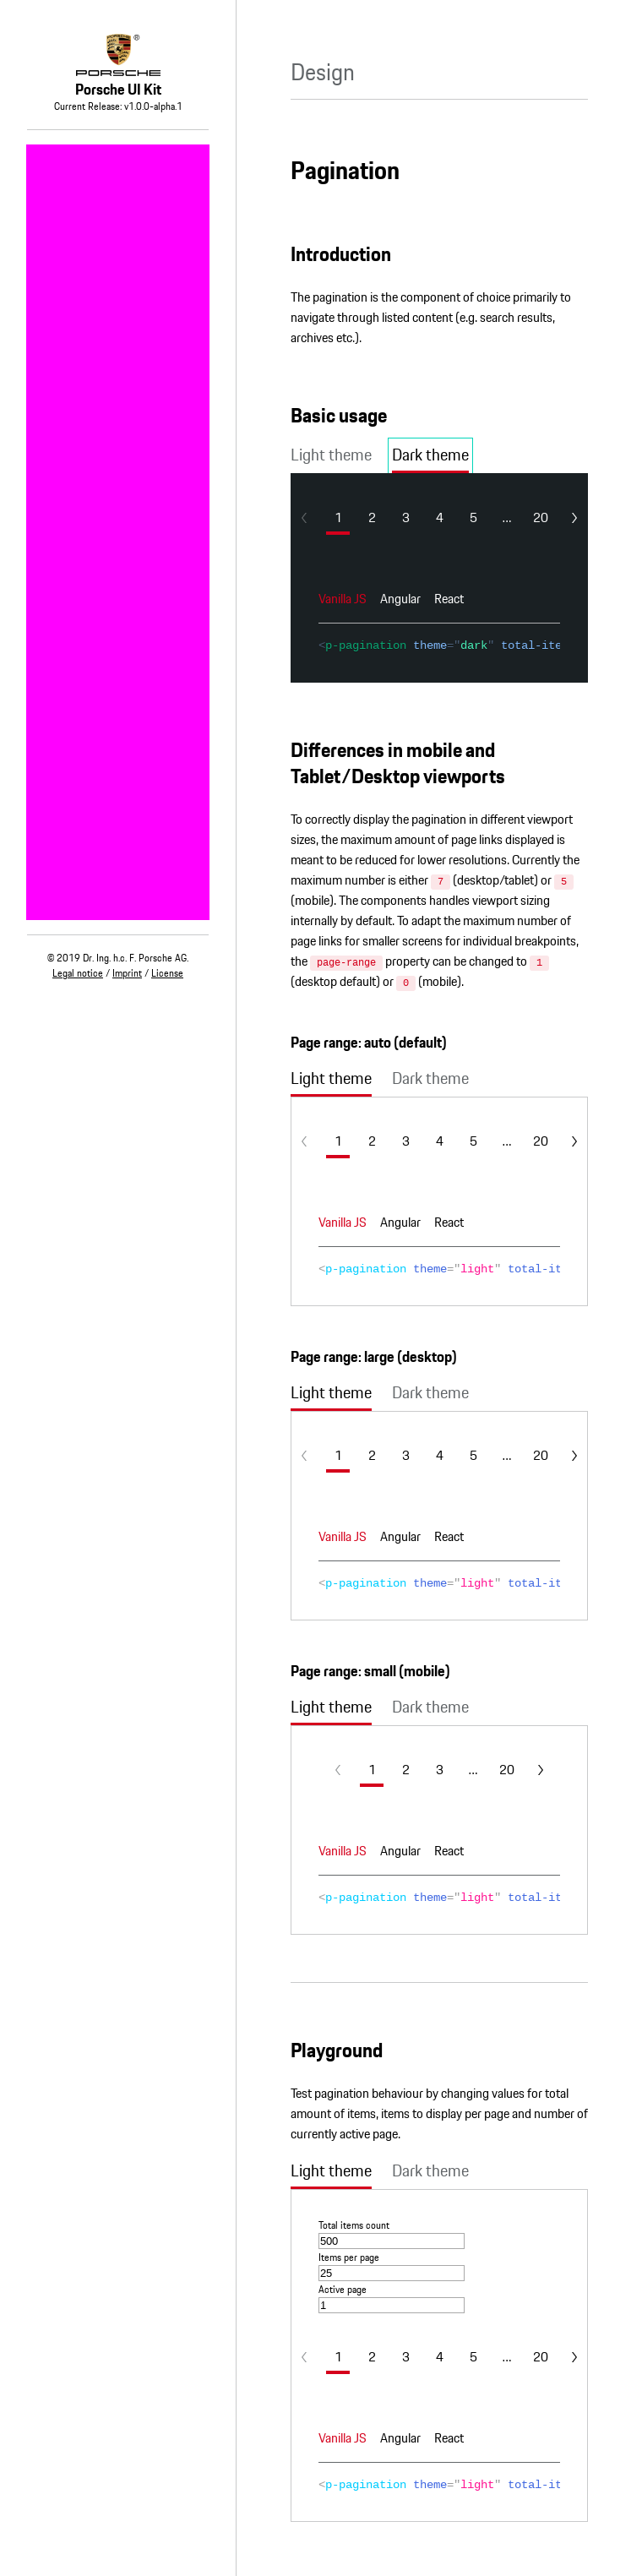 PORSCHE
Porsche UI Kit
Current Release: v1.0.0-alpha.1
© 2019 Dr. Ing. h.c. F. Porsche AG.
Legal notice / Imprint / License
Design
Pagination
Introduction
The pagination is the component of choice primarily to
navigate through listed content (e.g. search results,
archives etc.).
Basic usage
Light theme Dark theme
1 2 3 4 5 ... 20
Vanilla JS Angular React
<p-pagination theme="dark" total-ite
Differences in mobile and
Tablet/Desktop viewports
To correctly display the pagination in different viewport
sizes, the maximum amount of page links displayed is
meant to be reduced for lower resolutions. Currently the
maximum number is either 7 (desktop/tablet) or 5
(mobile). The components handles viewport sizing
internally by default. To adapt the maximum number of
page links for smaller screens for individual breakpoints,
the page-range property can be changed to 1
(desktop default) or 0 (mobile).
Page range: auto (default)
Light theme Dark theme
1 2 3 4 5 ... 20
Vanilla JS Angular React
<p-pagination theme="light" total-it
Page range: large (desktop)
Light theme Dark theme
1 2 3 4 5 ... 20
Vanilla JS Angular React
<p-pagination theme="light" total-it
Page range: small (mobile)
Light theme Dark theme
1 2 3 ... 20
Vanilla JS Angular React
<p-pagination theme="light" total-it
Playground
Test pagination behaviour by changing values for total
amount of items, items to display per page and number of
currently active page.
Light theme Dark theme
Total items count
500
Items per page
25
Active page
1
1 2 3 4 5 ... 20
Vanilla JS Angular React
<p-pagination theme="light" total-it